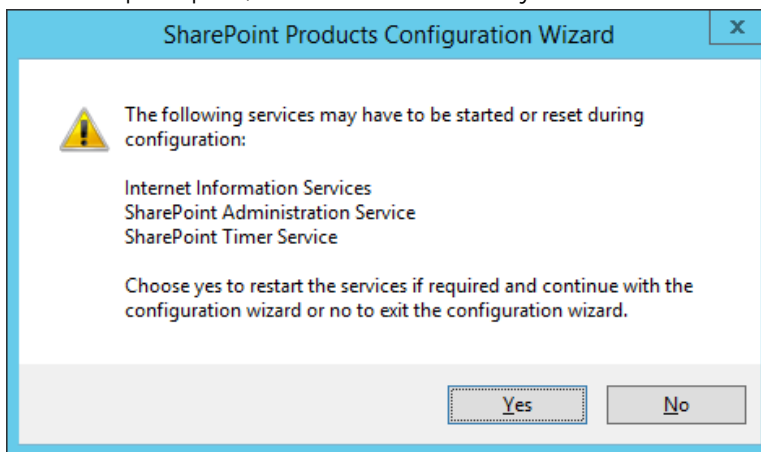 SharePoint Products Configuration Wizard
x
The following services may have to be started or reset during
configuration:
Internet Information Services
SharePoint Administration Service
SharePoint Timer Service
Choose yes to restart the services if required and continue with the
configuration wizard or no to exit the configuration wizard.
Yes
No